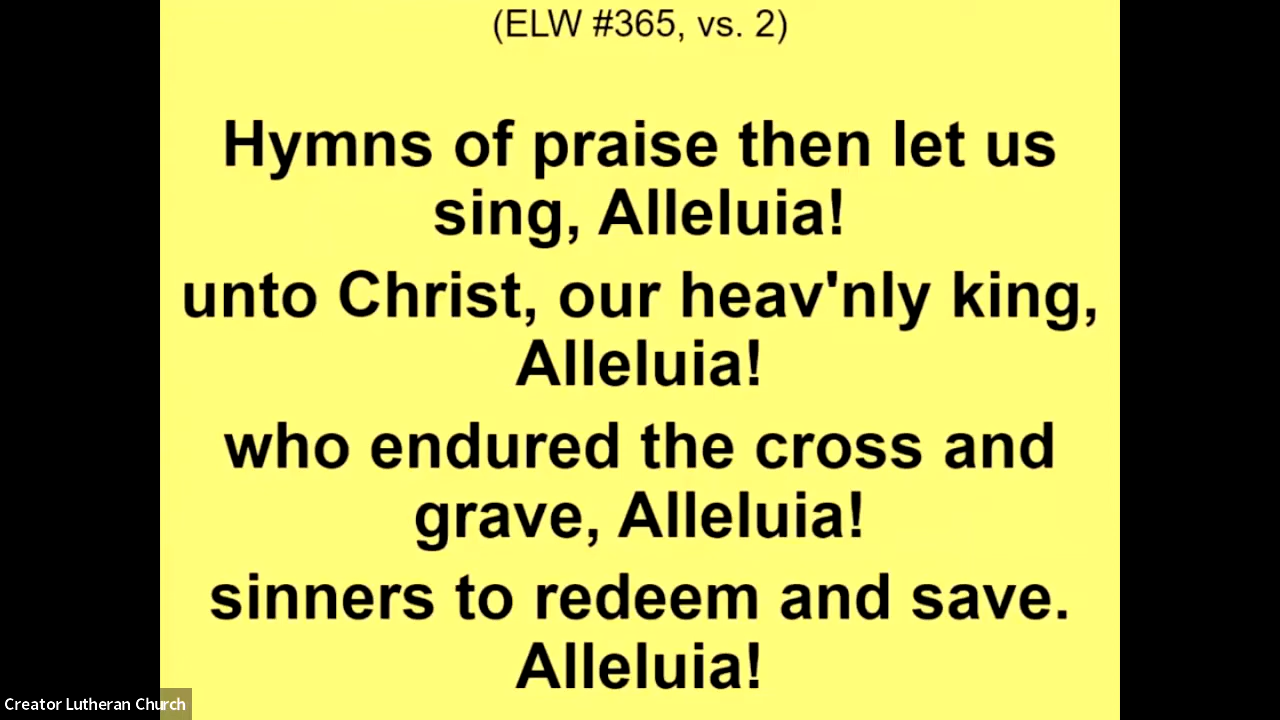 (ELW #365, vs. 2)
Hymns of praise then let us
sing, Alleluia!
unto Christ, our heav'nly king,
Alleluia!
who endured the cross and
grave, Alleluia!
sinners to redeem and save.
Alleluia!
Creator Lutheran Church